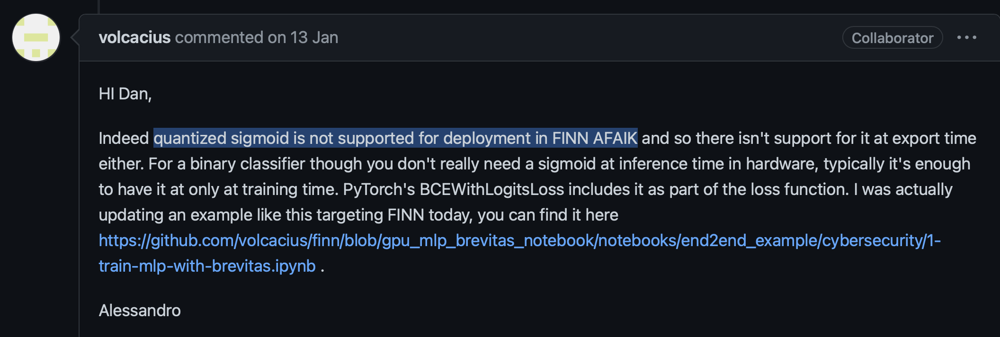 volcacius commented on 13 Jan Collaborator
HI Dan,
Indeed quantized sigmoid is not supported for deployment in FINN AFAIK and so there isn't support for it at export time
either. For a binary classifier though you don't really need a sigmoid at inference time in hardware, typically it's enough
to have it at only at training time. PyTorch's BCEWithLogitsLoss includes it as part of the loss function. I was actually
updating an example like this targeting FINN today, you can find it here
https://github.com/volcacius/finn/blob/gpu_mlp_brevitas_notebook/notebooks/end2end_example/cybersecurity/1-
train-mlp-with-brevitas.ipynb .
Alessandro